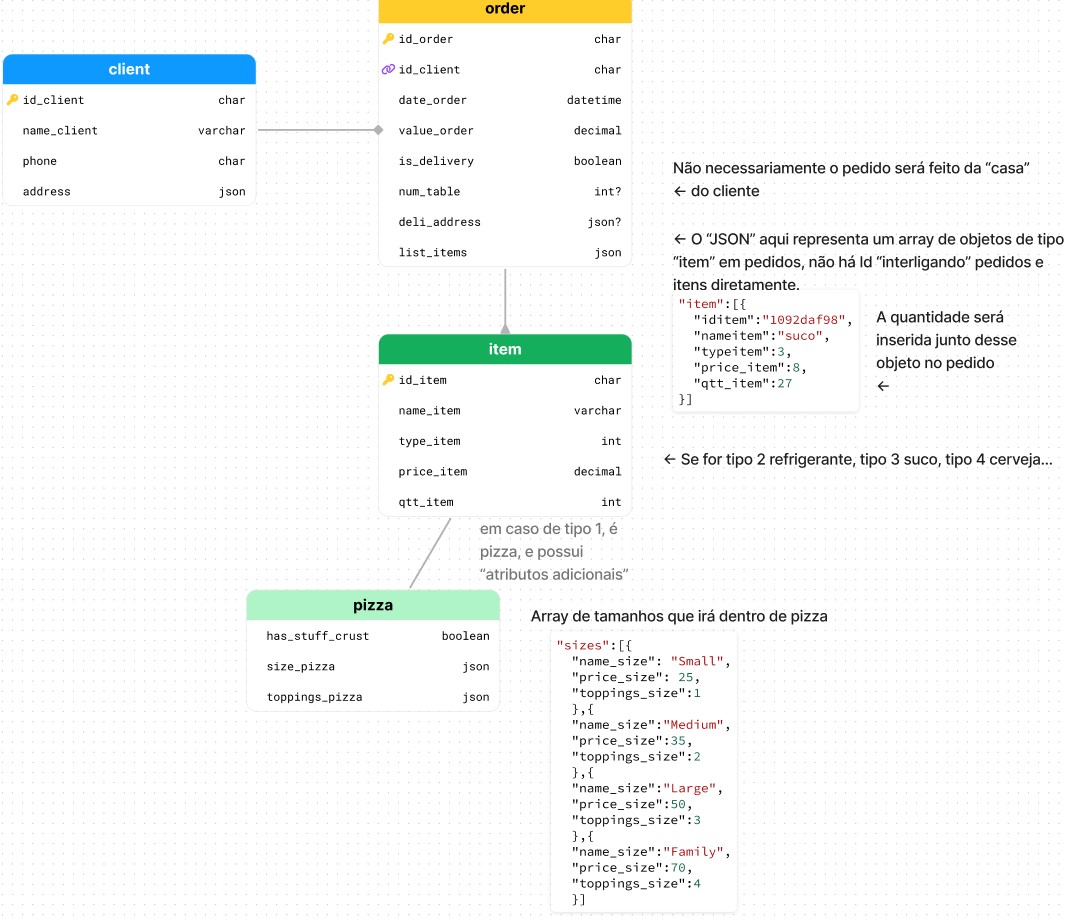 order
id_order char
id_client char
date_order datetime
value_order decimal
is_delivery boolean
num_table int?
deli_address json?
list_items json
client
id_client char
name_client varchar
phone char
address json
Não necessariamente o pedido será feito da “casa”
← do cliente
← O “JSON” aqui representa um array de objetos de tipo
“item” em pedidos, não há Id “interligando” pedidos e
itens diretamente.
"item":[{
"iditem":"1092daf98",
"nameitem":"suco",
"typeitem":3,
"price_item":8,
"qtt_item":27
}]
A quantidade será
inserida junto desse
objeto no pedido
←
item
id_item char
name_item varchar
type_item int
price_item decimal
qtt_item int
← Se for tipo 2 refrigerante, tipo 3 suco, tipo 4 cerveja...
em caso de tipo 1, é
pizza, e possui
“atributos adicionais”
pizza
has_stuff_crust boolean
size_pizza json
toppings_pizza json
Array de tamanhos que irá dentro de pizza
"sizes":[{
"name_size": "Small",
"price_size": 25,
"toppings_size":1
},{
"name_size":"Medium",
"price_size":35,
"toppings_size":2
},{
"name_size":"Large",
"price_size":50,
"toppings_size":3
},{
"name_size":"Family",
"price_size":70,
"toppings_size":4
}]